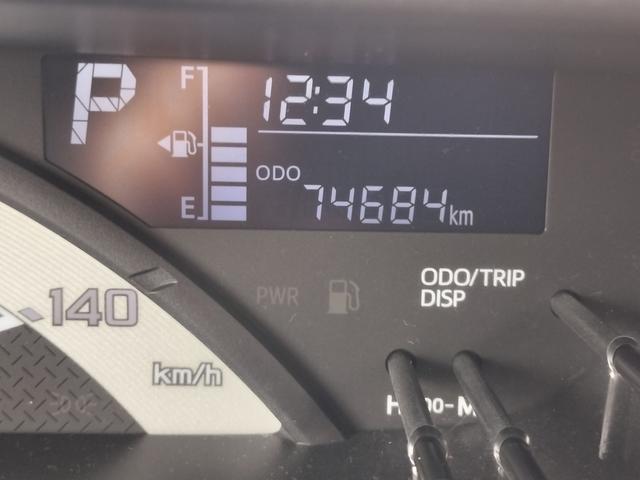 P
F
12:34
E
ODO
74684km
140
km/h
PWR
ODO/TRIP
DISP